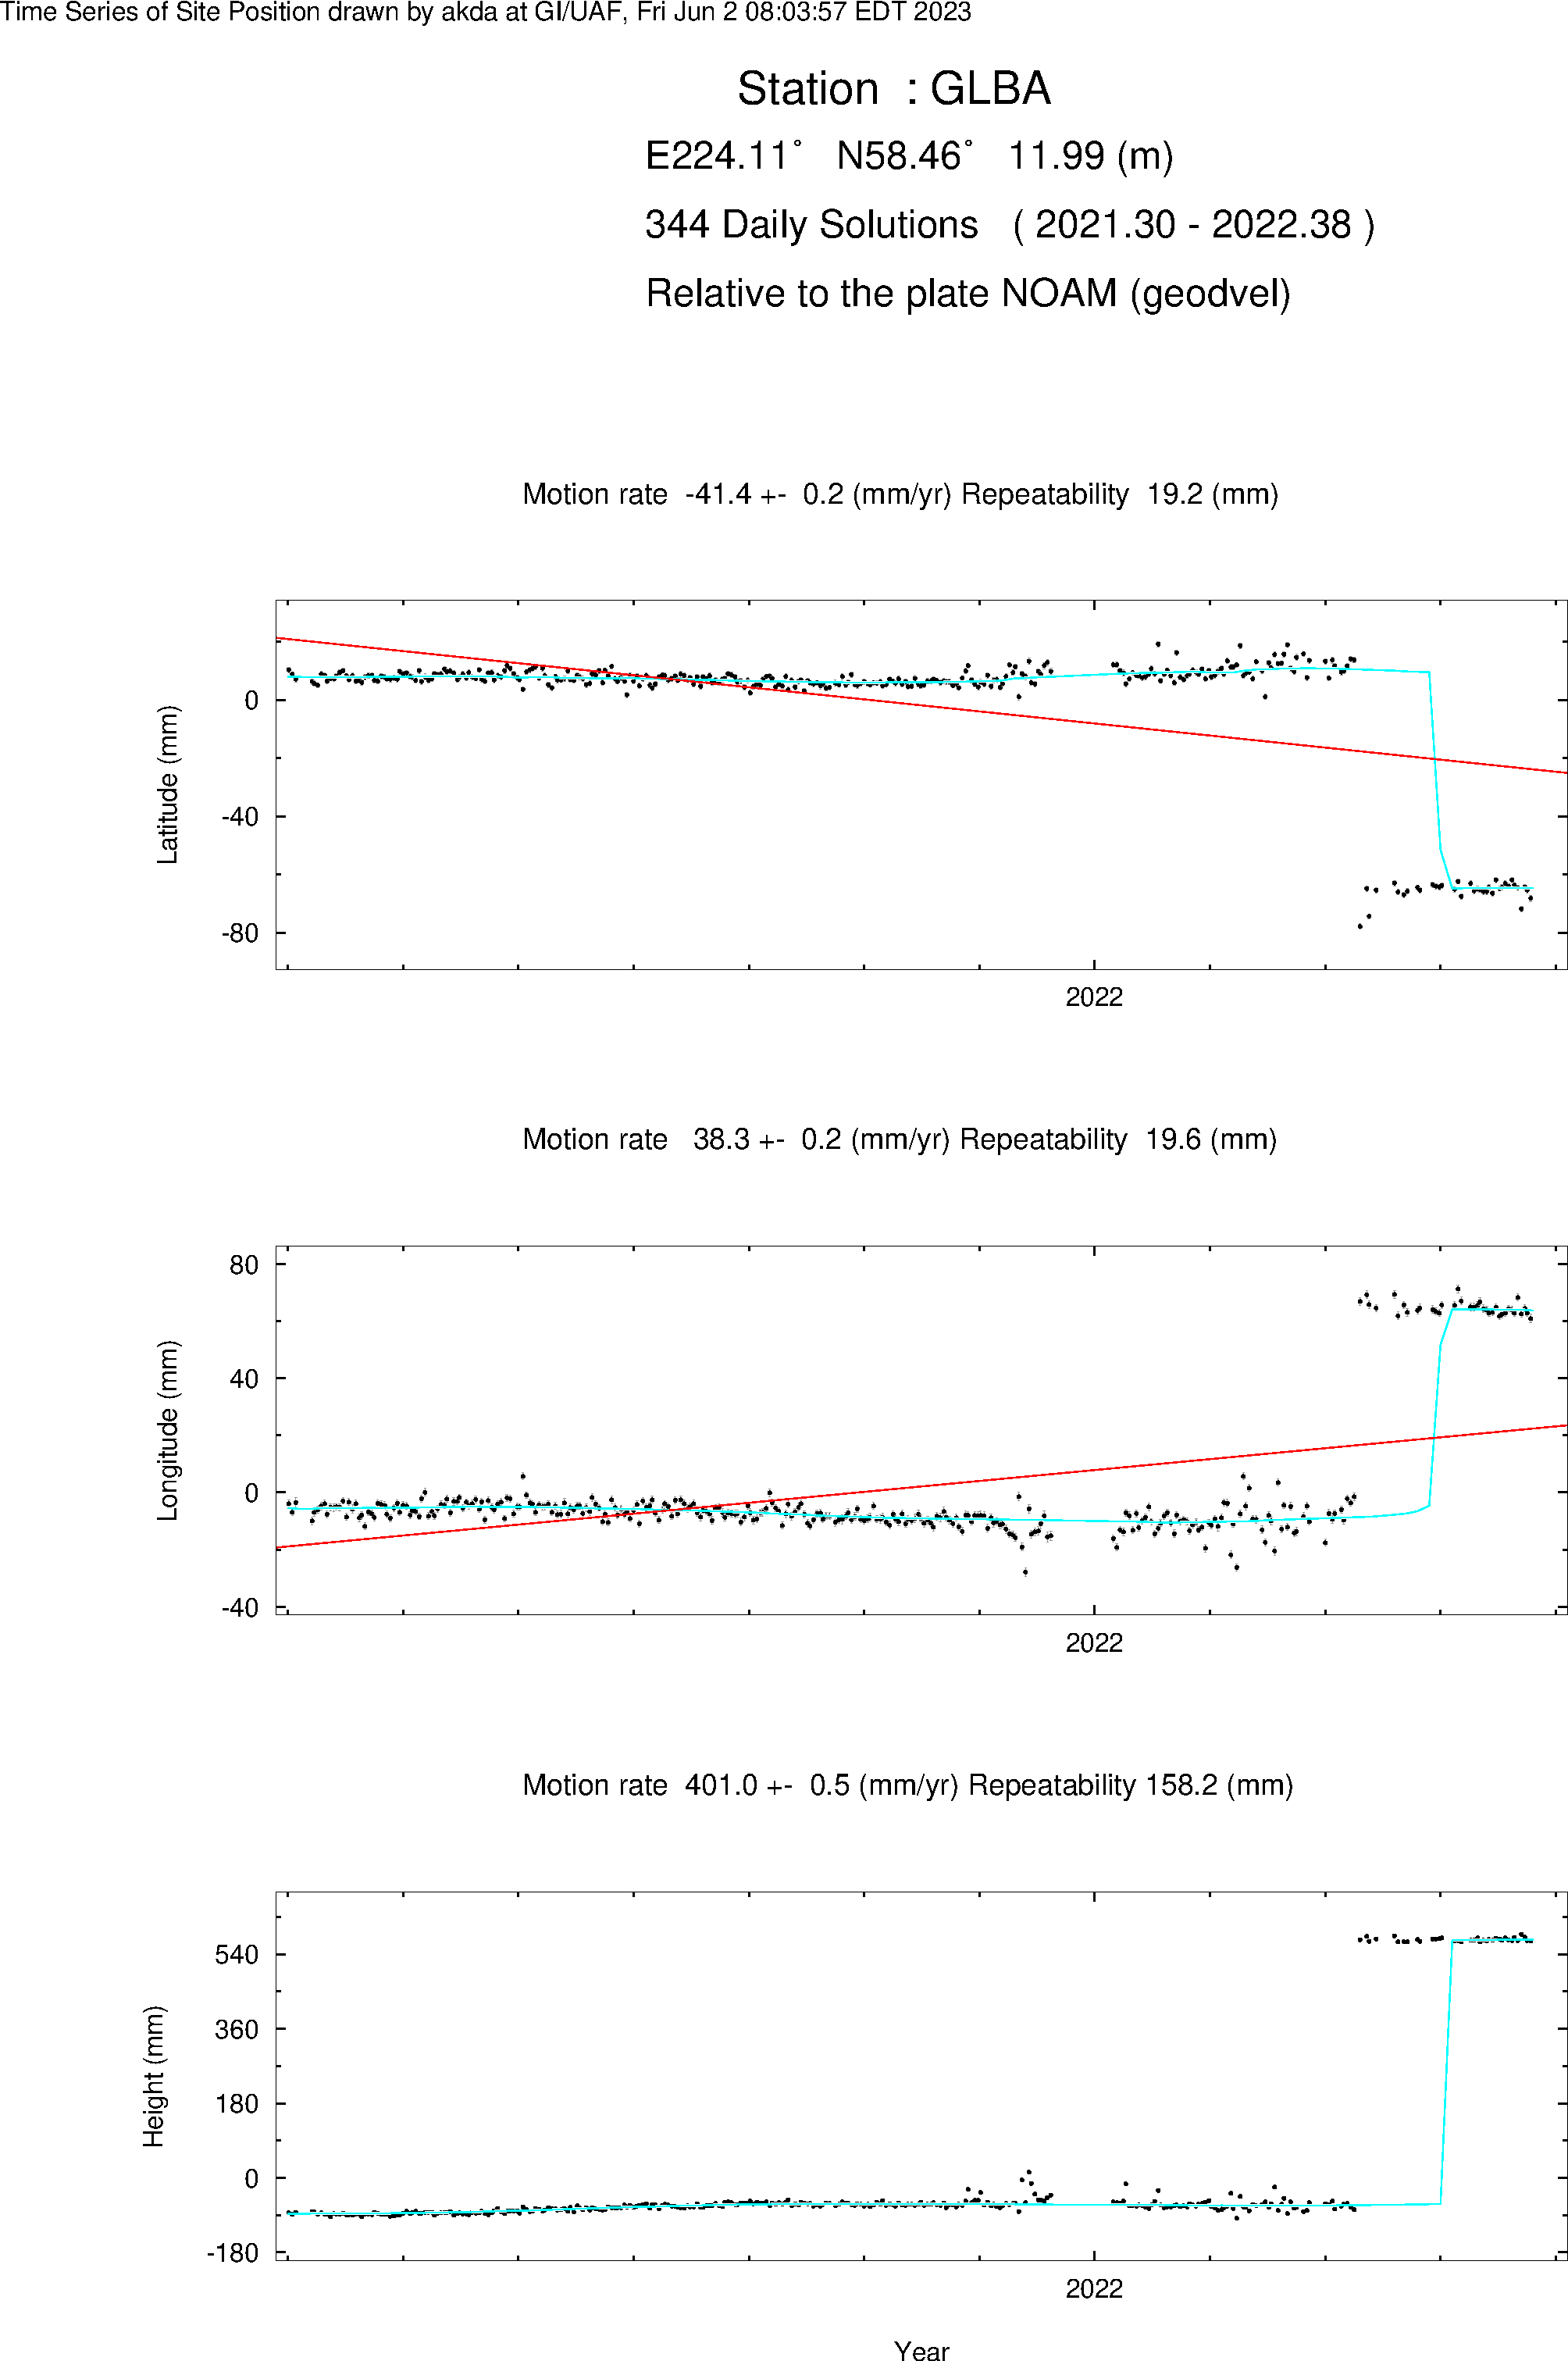 Time Series of Site Position drawn by akda at GI/UAF, Fri Jun 2 08:03:57 EDT 2023
Station : GLBA
E224.11° N58.46° 11.99 (m)
344 Daily Solutions ( 2021.30 - 2022.38 )
Relative to the plate NOAM (geodvel)
Motion rate -41.4 +- 0.2 (mm/yr) Repeatability 19.2 (mm)
Latitude (mm)
0
-40
-80
2022
Motion rate 38.3 +- 0.2 (mm/yr) Repeatability 19.6 (mm)
Longitude (mm)
80
40
0
-40
2022
Motion rate 401.0 +- 0.5 (mm/yr) Repeatability 158.2 (mm)
Height (mm)
540
360
180
0
-180
2022
Year